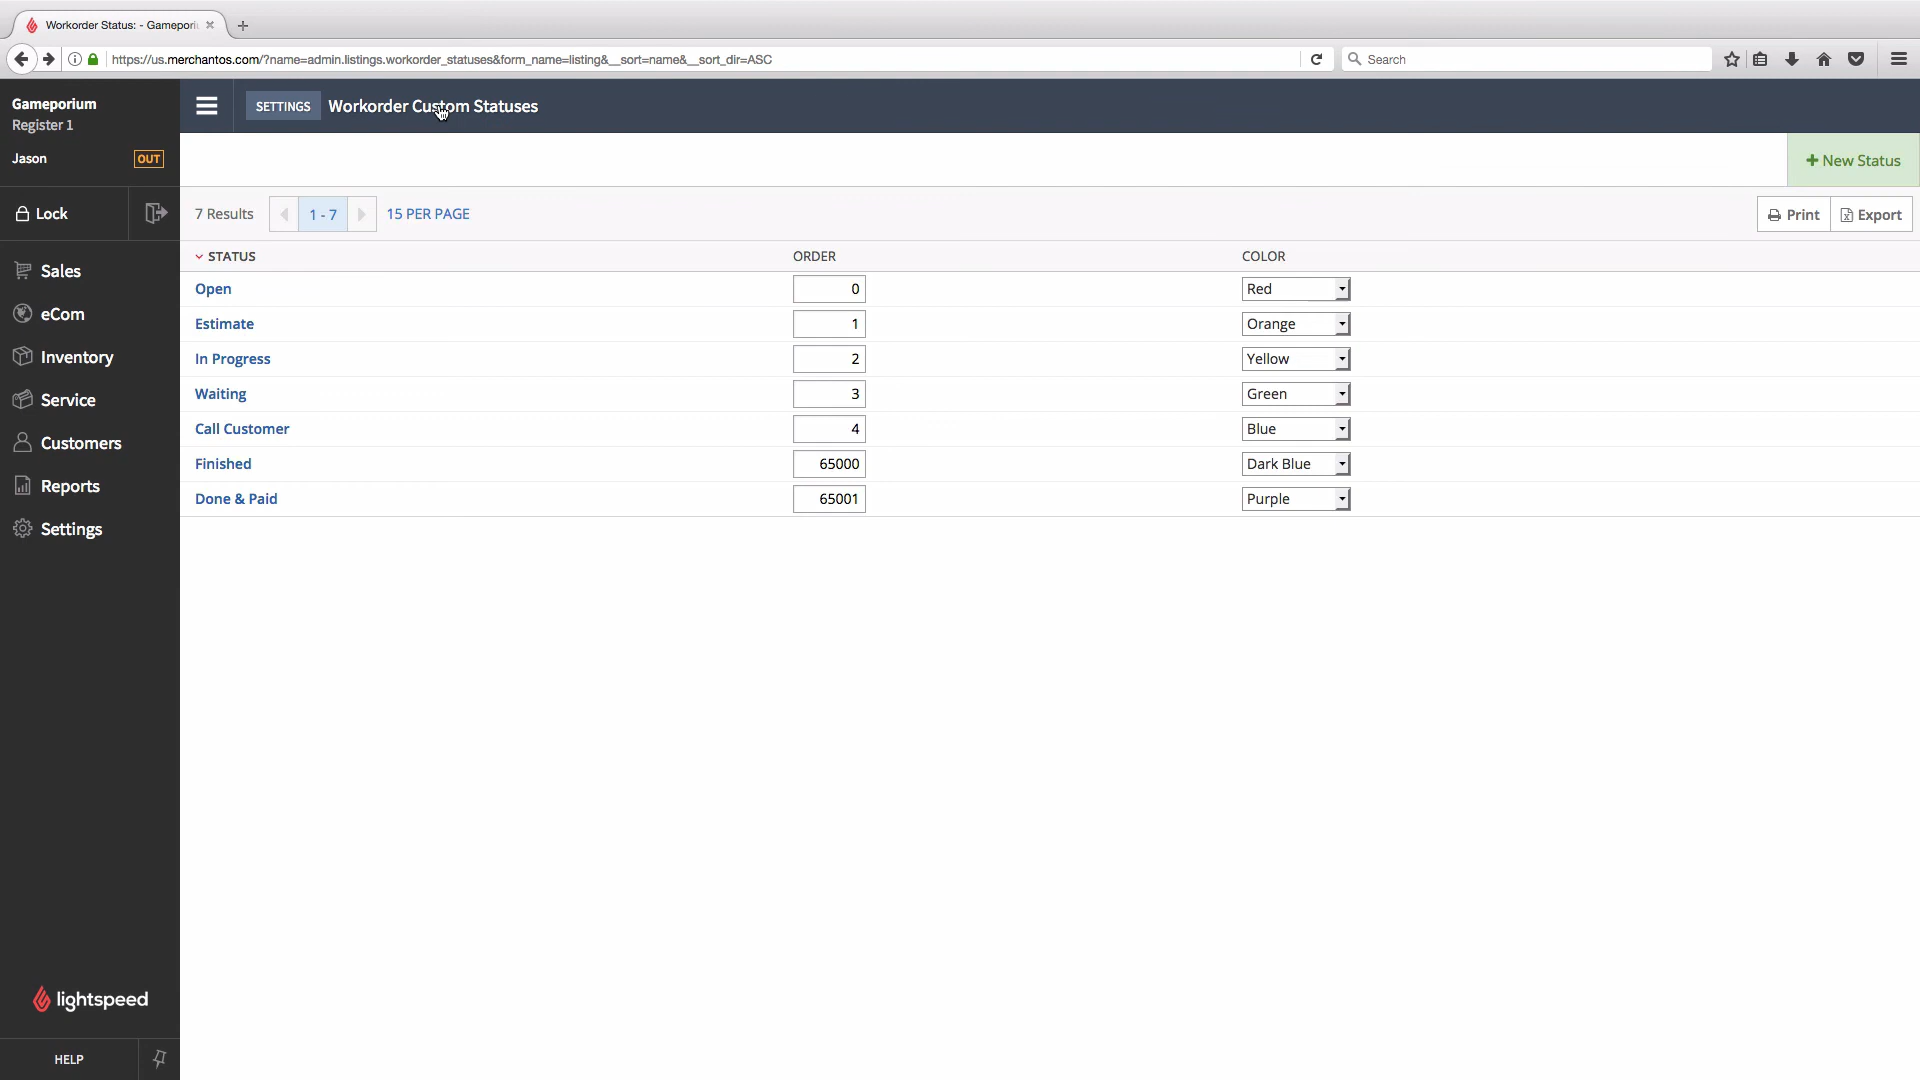 Workorder Status: - Gamepori
https://us.merchantos.com/?name=admin.listings.workorder_statuses&form_name=listing&__sort=name&__sort_dir=ASC
Search
Gameporium
Register 1
Jason OUT
Lock
Sales
eCom
Inventory
Service
Customers
Reports
Settings
lightspeed
HELP
SETTINGS Workorder Custom Statuses
+ New Status
7 Results 1 - 7 15 PER PAGE Print Export
STATUS ORDER COLOR
Open 0 Red
Estimate 1 Orange
In Progress 2 Yellow
Waiting 3 Green
Call Customer 4 Blue
Finished 65000 Dark Blue
Done & Paid 65001 Purple